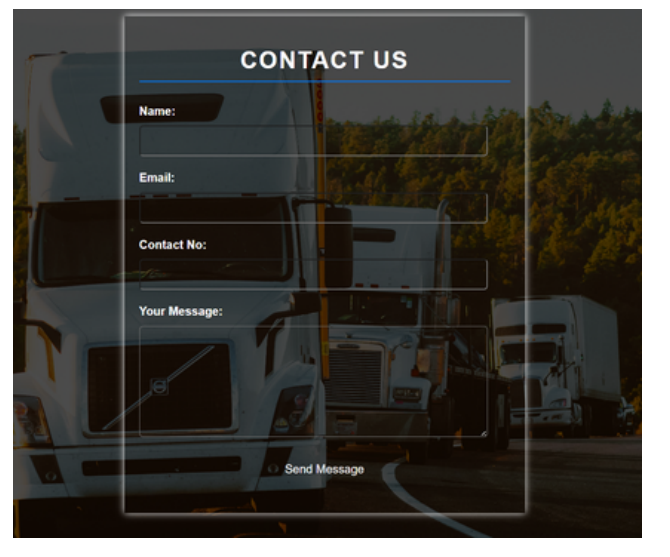 CONTACT US
Name:
Email:
Contact No:
Your Message:
Send Message